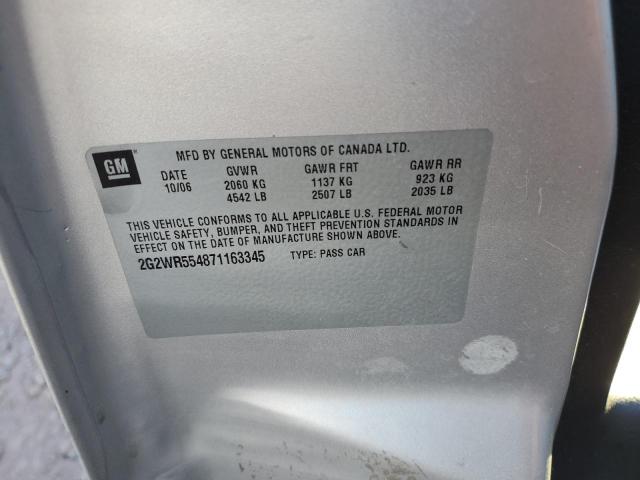 GM
MFD BY GENERAL MOTORS OF CANADA LTD.
DATE GVWR GAWR FRT GAWR RR
10/06 2060 KG 1137 KG 923 KG
4542 LB 2507 LB 2035 LB
THIS VEHICLE CONFORMS TO ALL APPLICABLE U.S. FEDERAL MOTOR
VEHICLE SAFETY, BUMPER, AND THEFT PREVENTION STANDARDS IN
EFFECT ON THE DATE OF MANUFACTURE SHOWN ABOVE.
2G2WR554871163345 TYPE: PASS CAR